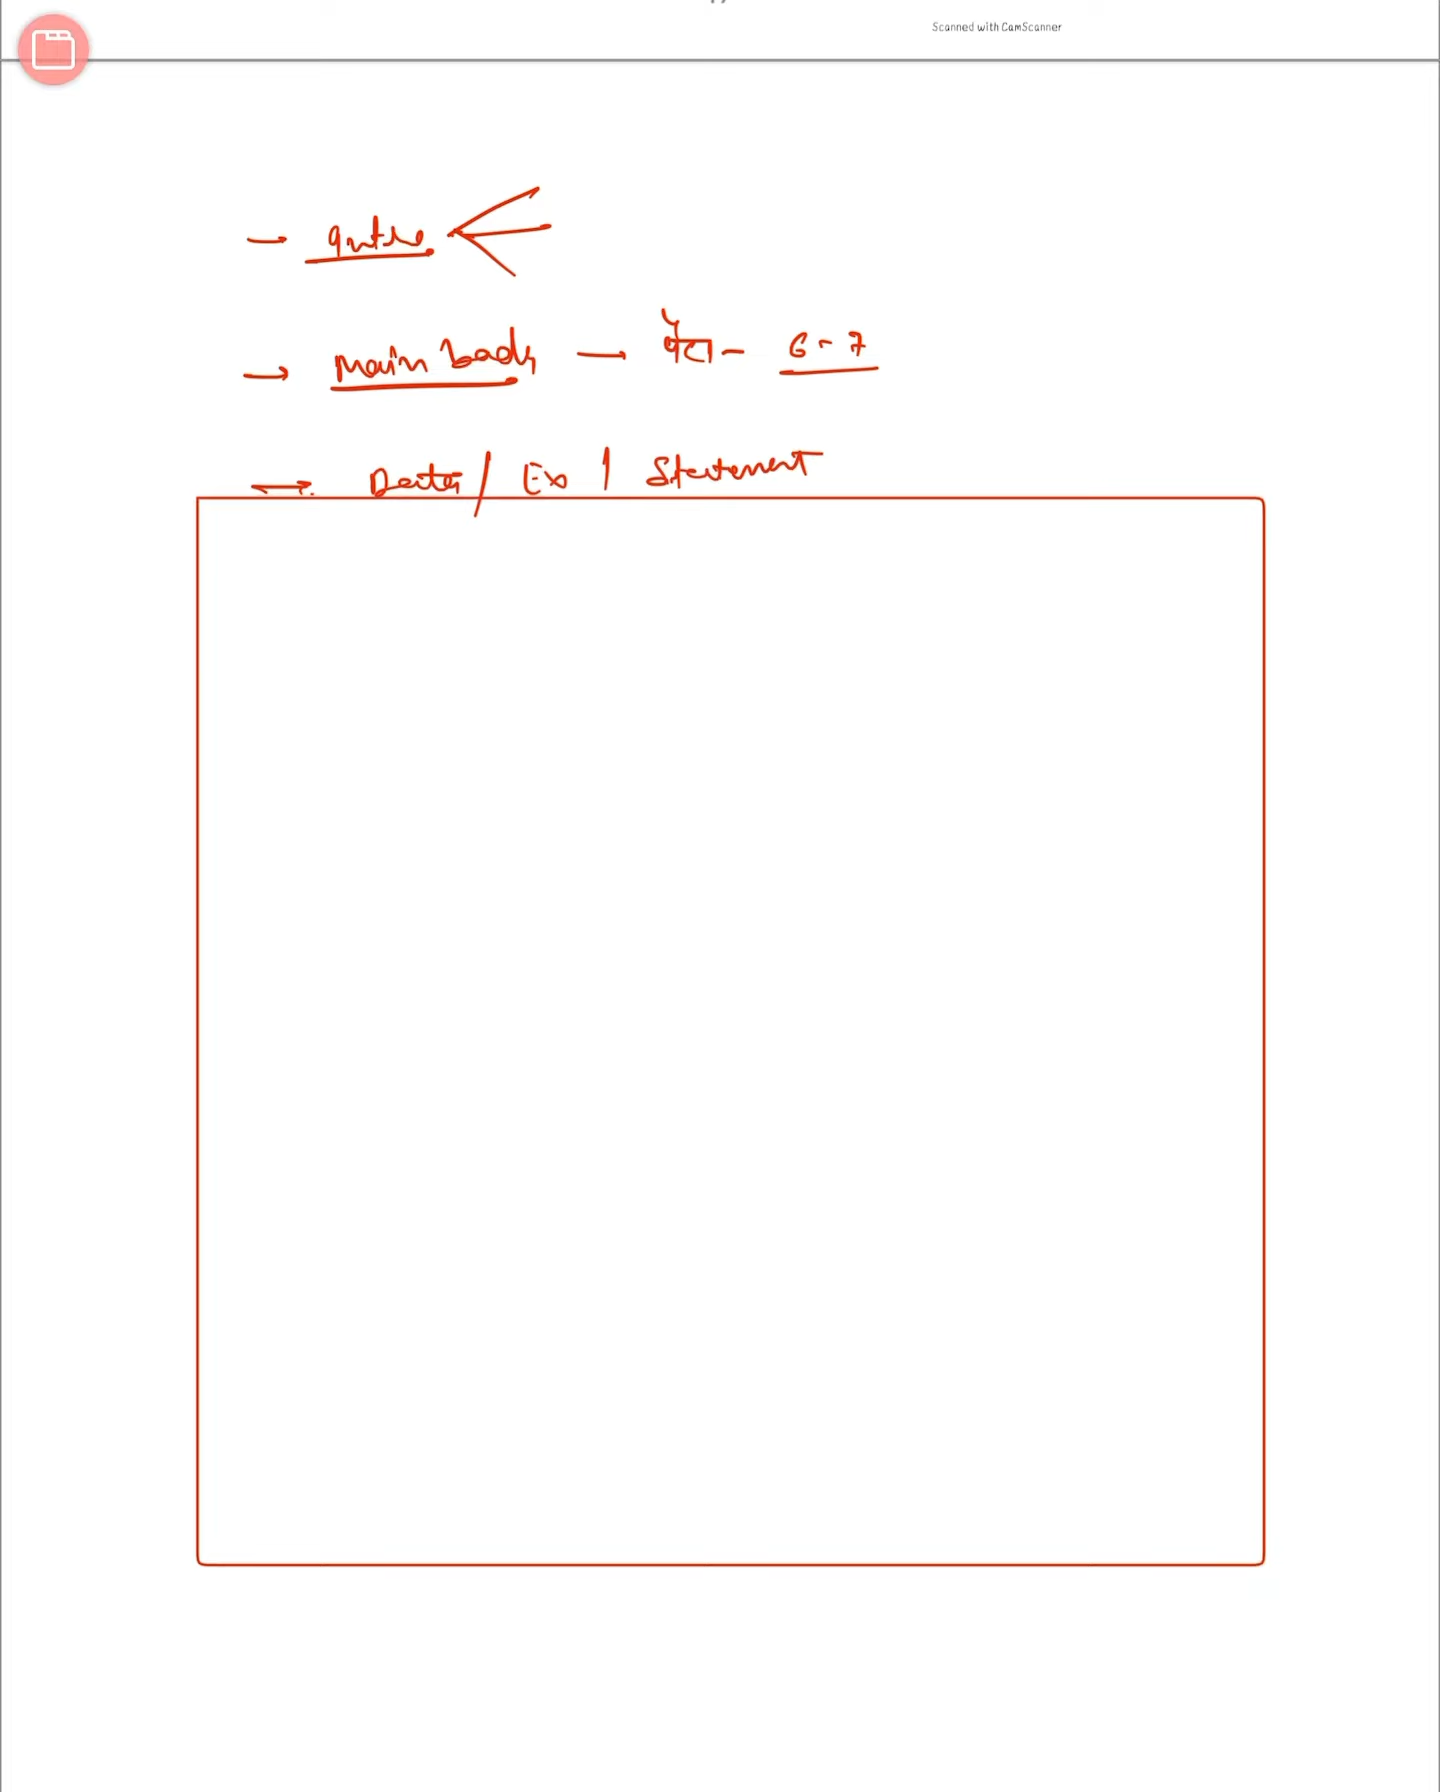 Scanned with CamScanner
→ Intro
→ Main body → पैरा - 6-7
→ Data / Ex / Statement